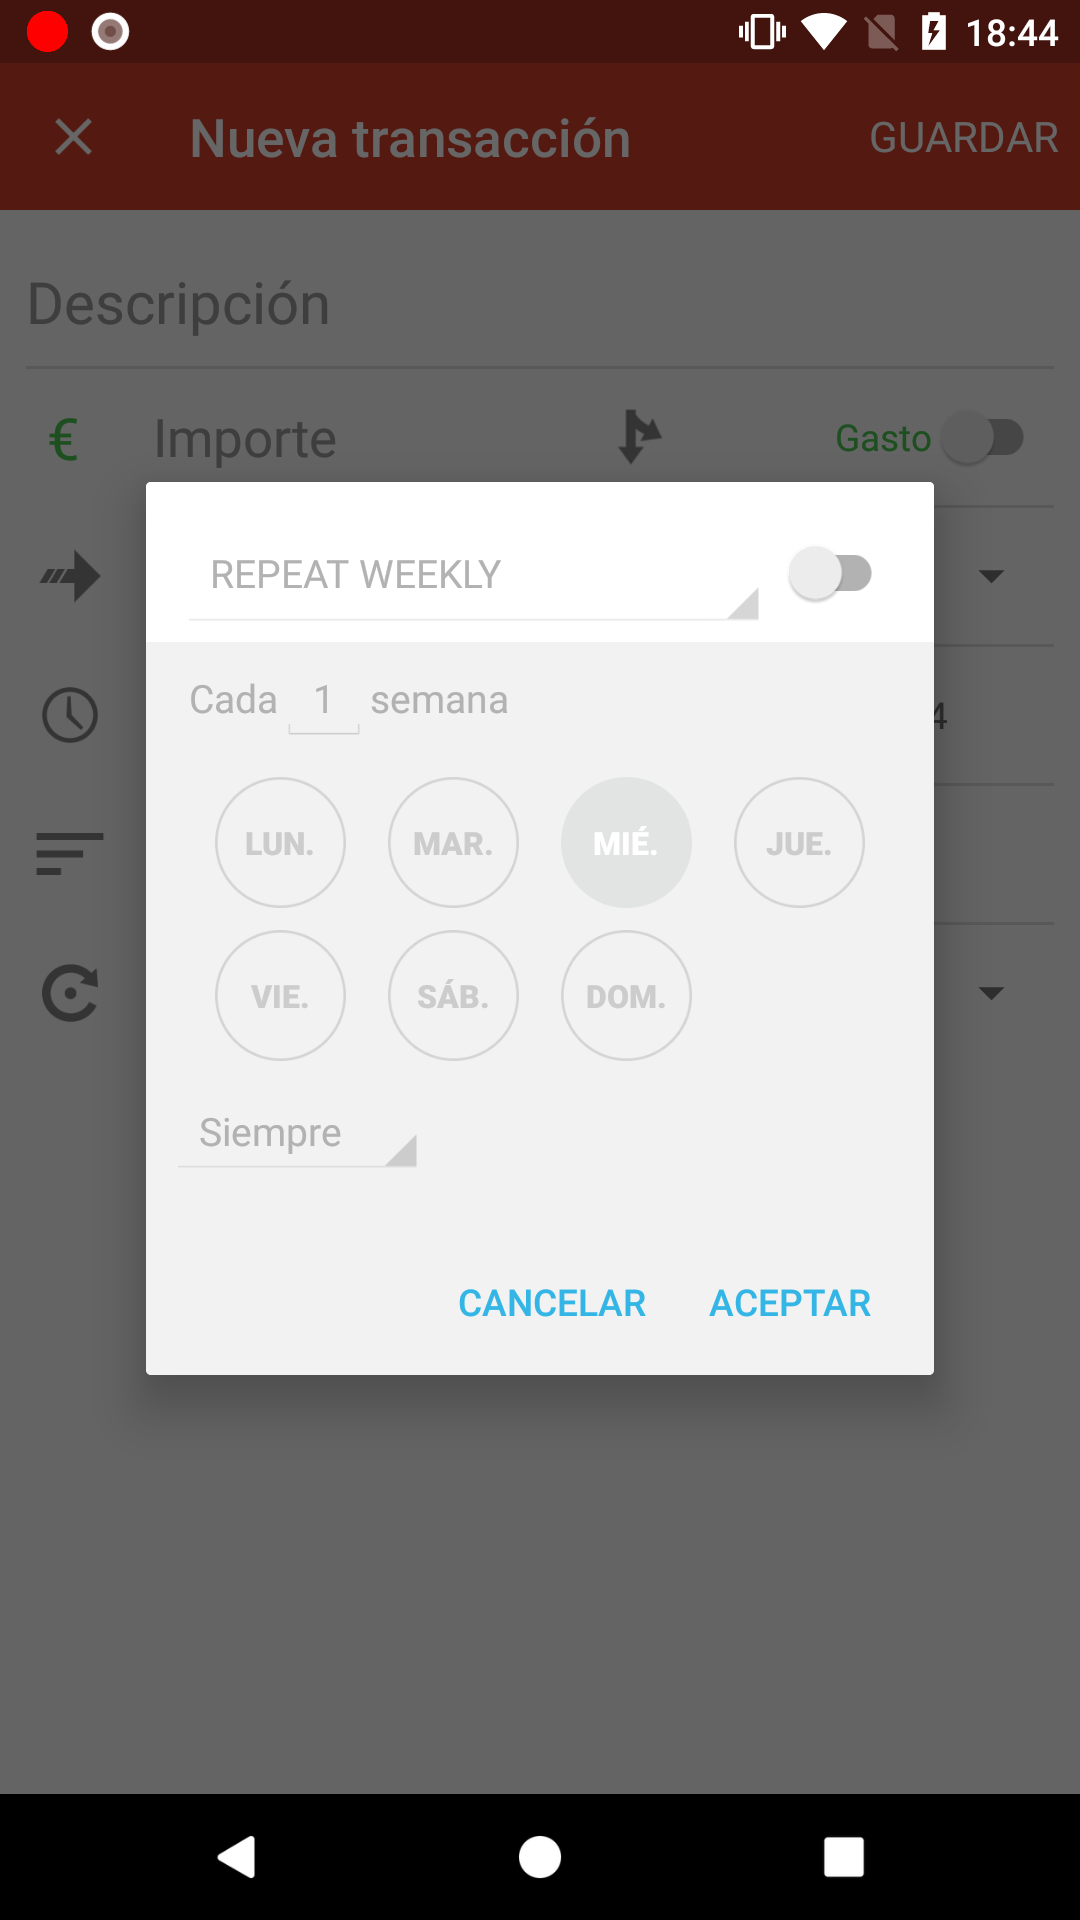 18:44
Nueva transacción GUARDAR
Descripción
€ Importe Gasto
REPEAT WEEKLY
Cada 1 semana
4
LUN. MAR. MIÉ. JUE.
VIE. SÁB. DOM.
Siempre
CANCELAR ACEPTAR